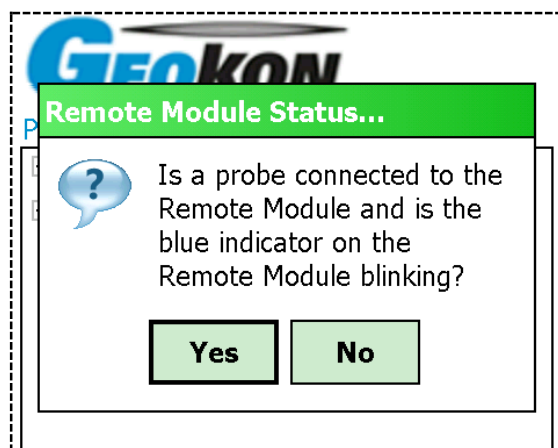 GEOKON
P
Remote Module Status...
?
Is a probe connected to the
Remote Module and is the
blue indicator on the
Remote Module blinking?
Yes
No